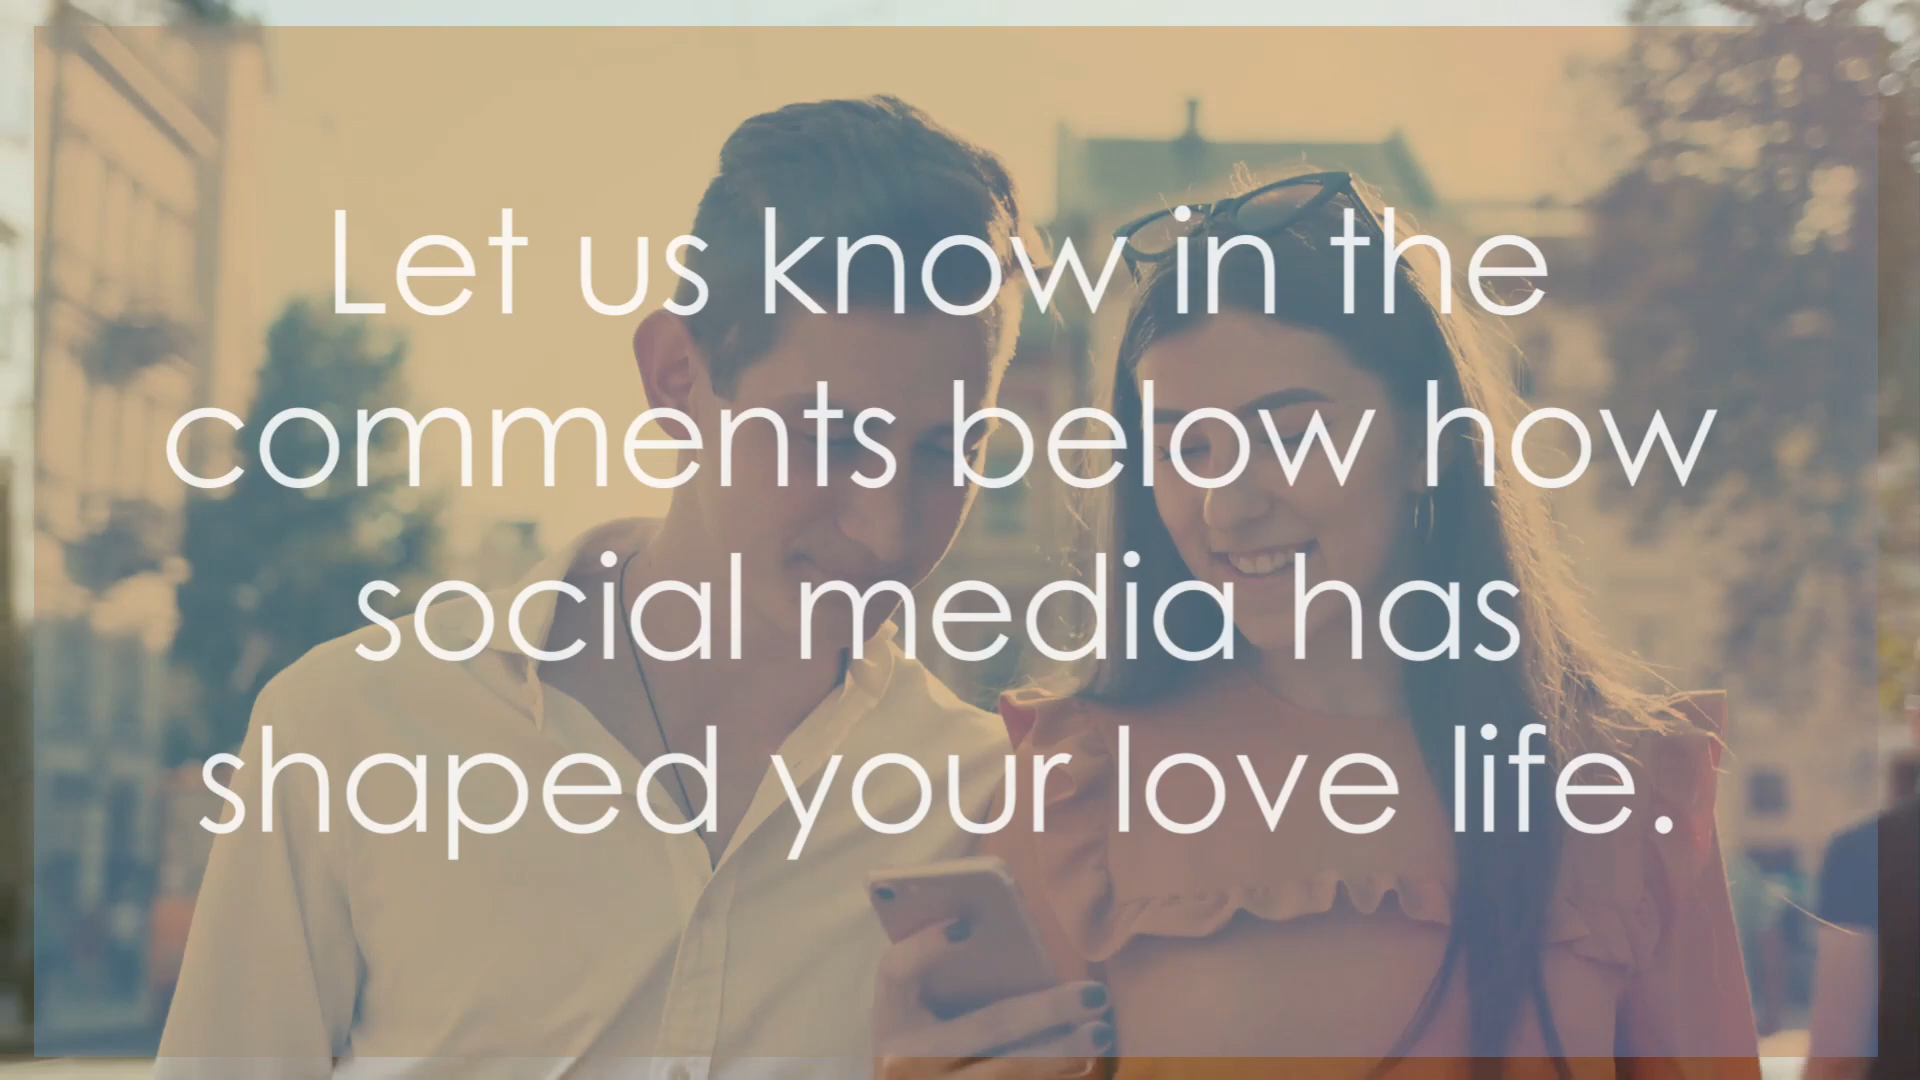 Let us know in the
comments below how
social media has
shaped your love life.